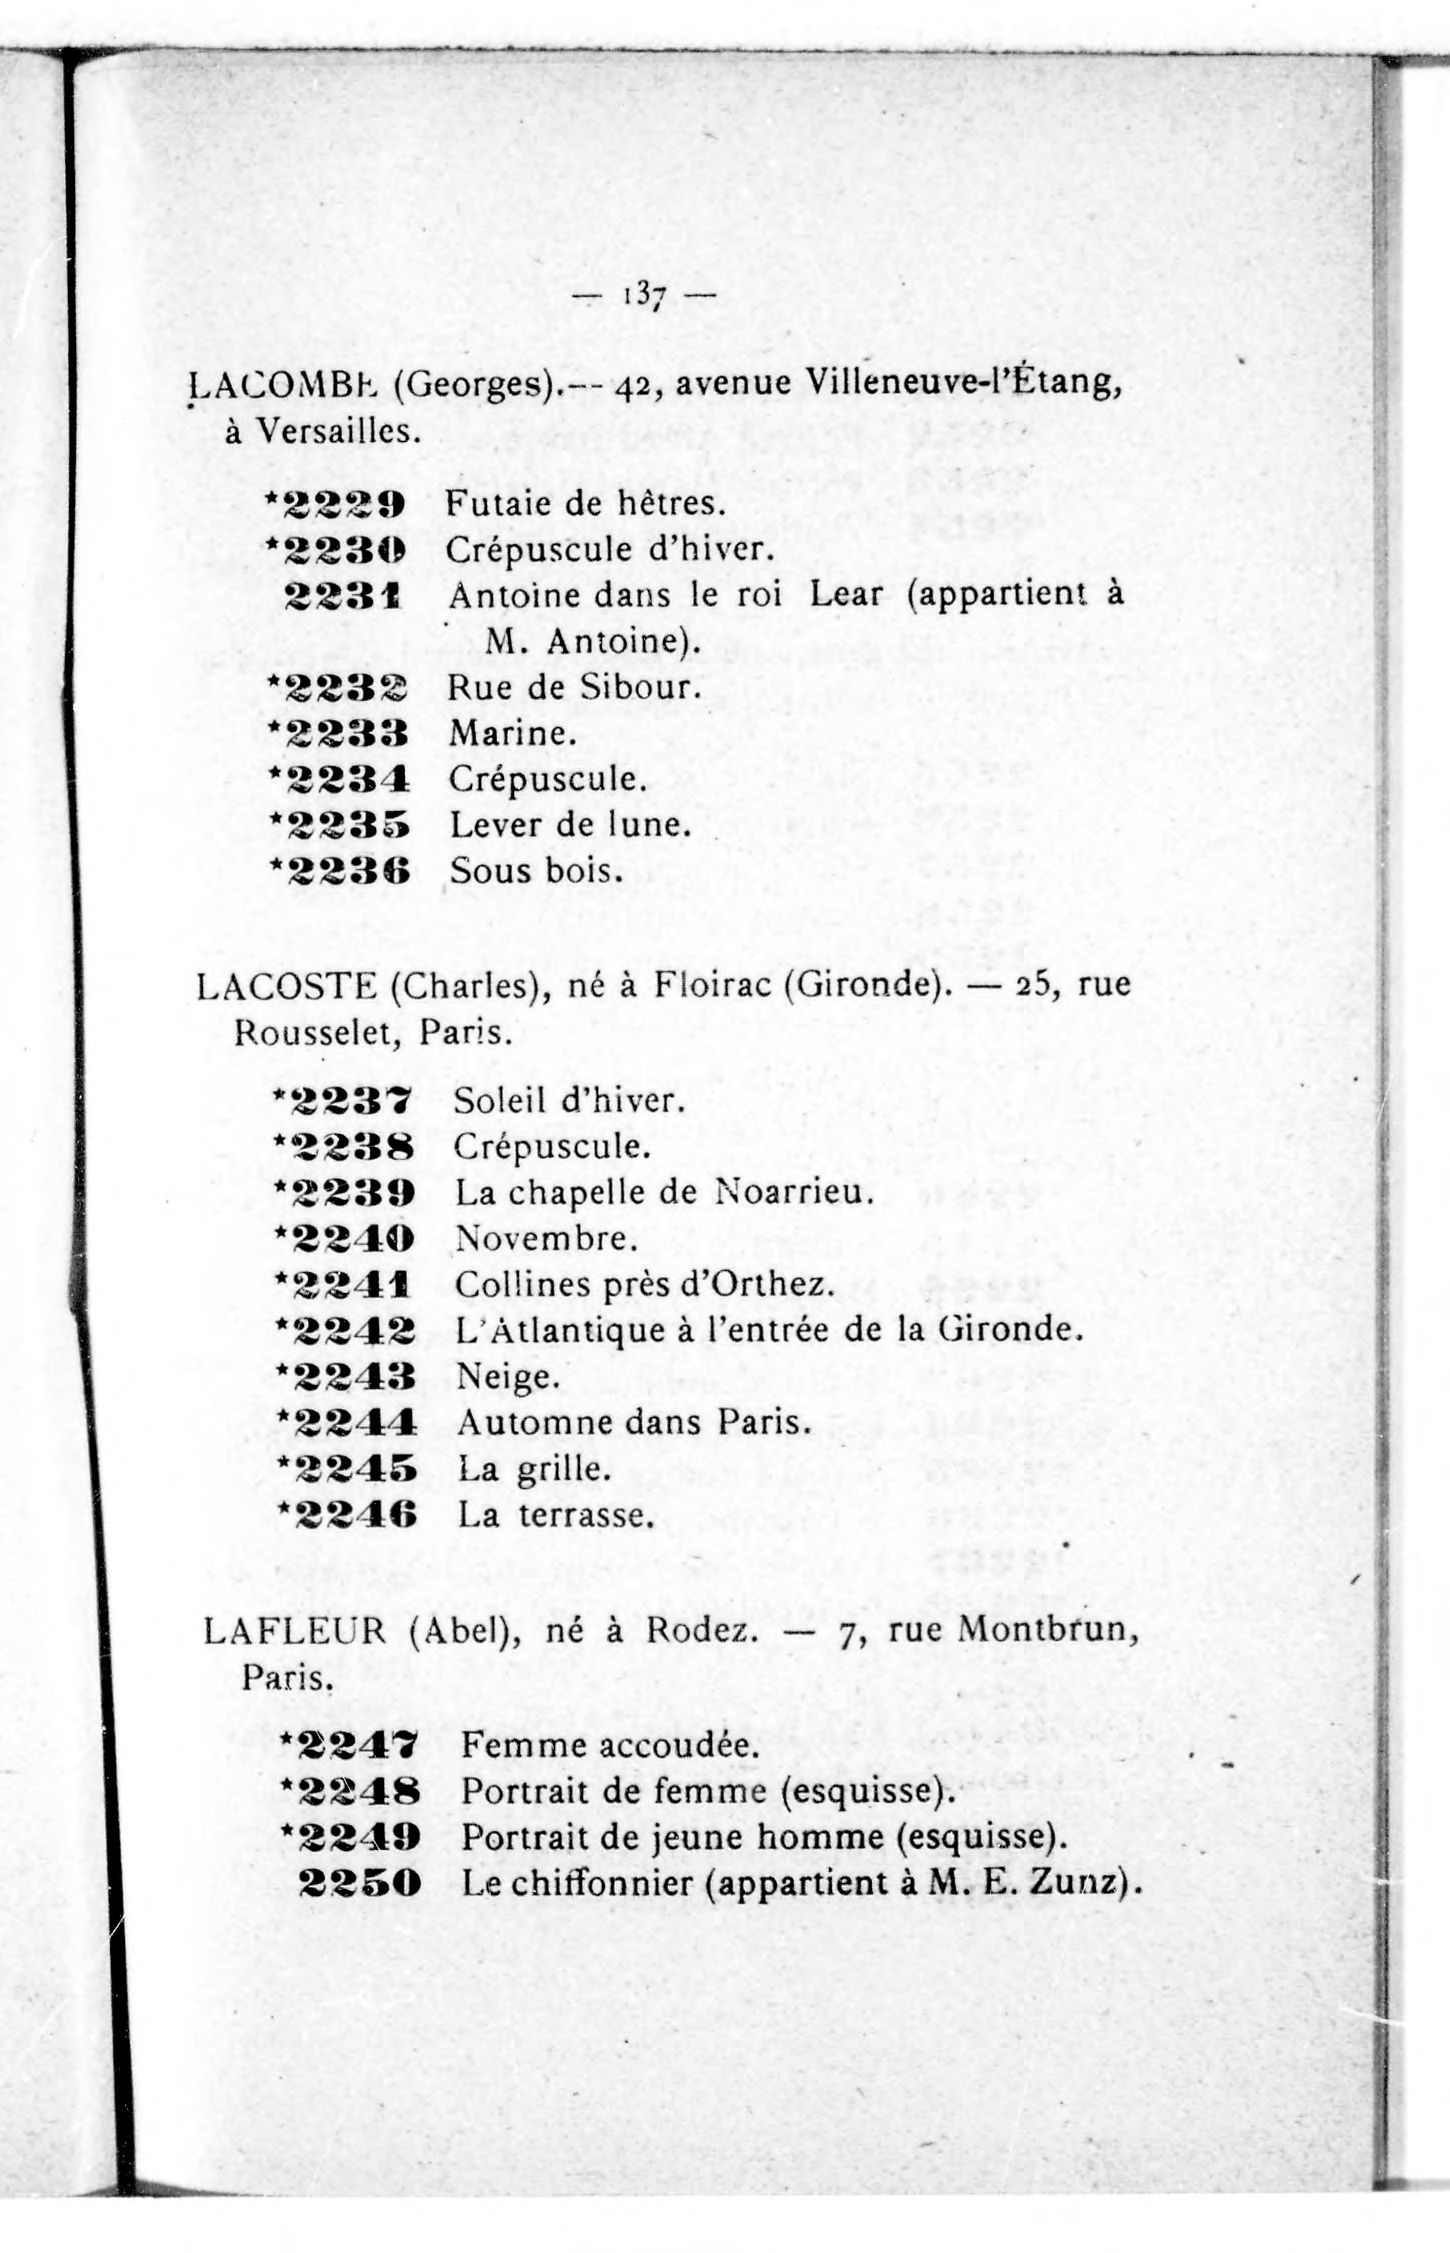 — 137 —
LACOMBE (Georges). — 42, avenue Villeneuve-l'Étang,
à Versailles.
*2229 Futaie de hêtres.
*2230 Crépuscule d'hiver.
2231 Antoine dans le roi Lear (appartient à
M. Antoine).
*2232 Rue de Sibour.
*2233 Marine.
*2234 Crépuscule.
*2235 Lever de lune.
*2236 Sous bois.
LACOSTE (Charles), né à Floirac (Gironde). — 25, rue
Rousselet, Paris.
*2237 Soleil d'hiver.
*2238 Crépuscule.
*2239 La chapelle de Noarrieu.
*2240 Novembre.
*2241 Collines près d'Orthez.
*2242 L'Atlantique à l'entrée de la Gironde.
*2243 Neige.
*2244 Automne dans Paris.
*2245 La grille.
*2246 La terrasse.
LAFLEUR (Abel), né à Rodez. — 7, rue Montbrun,
Paris.
*2247 Femme accoudée.
*2248 Portrait de femme (esquisse).
*2249 Portrait de jeune homme (esquisse).
2250 Le chiffonnier (appartient à M. E. Zunz).